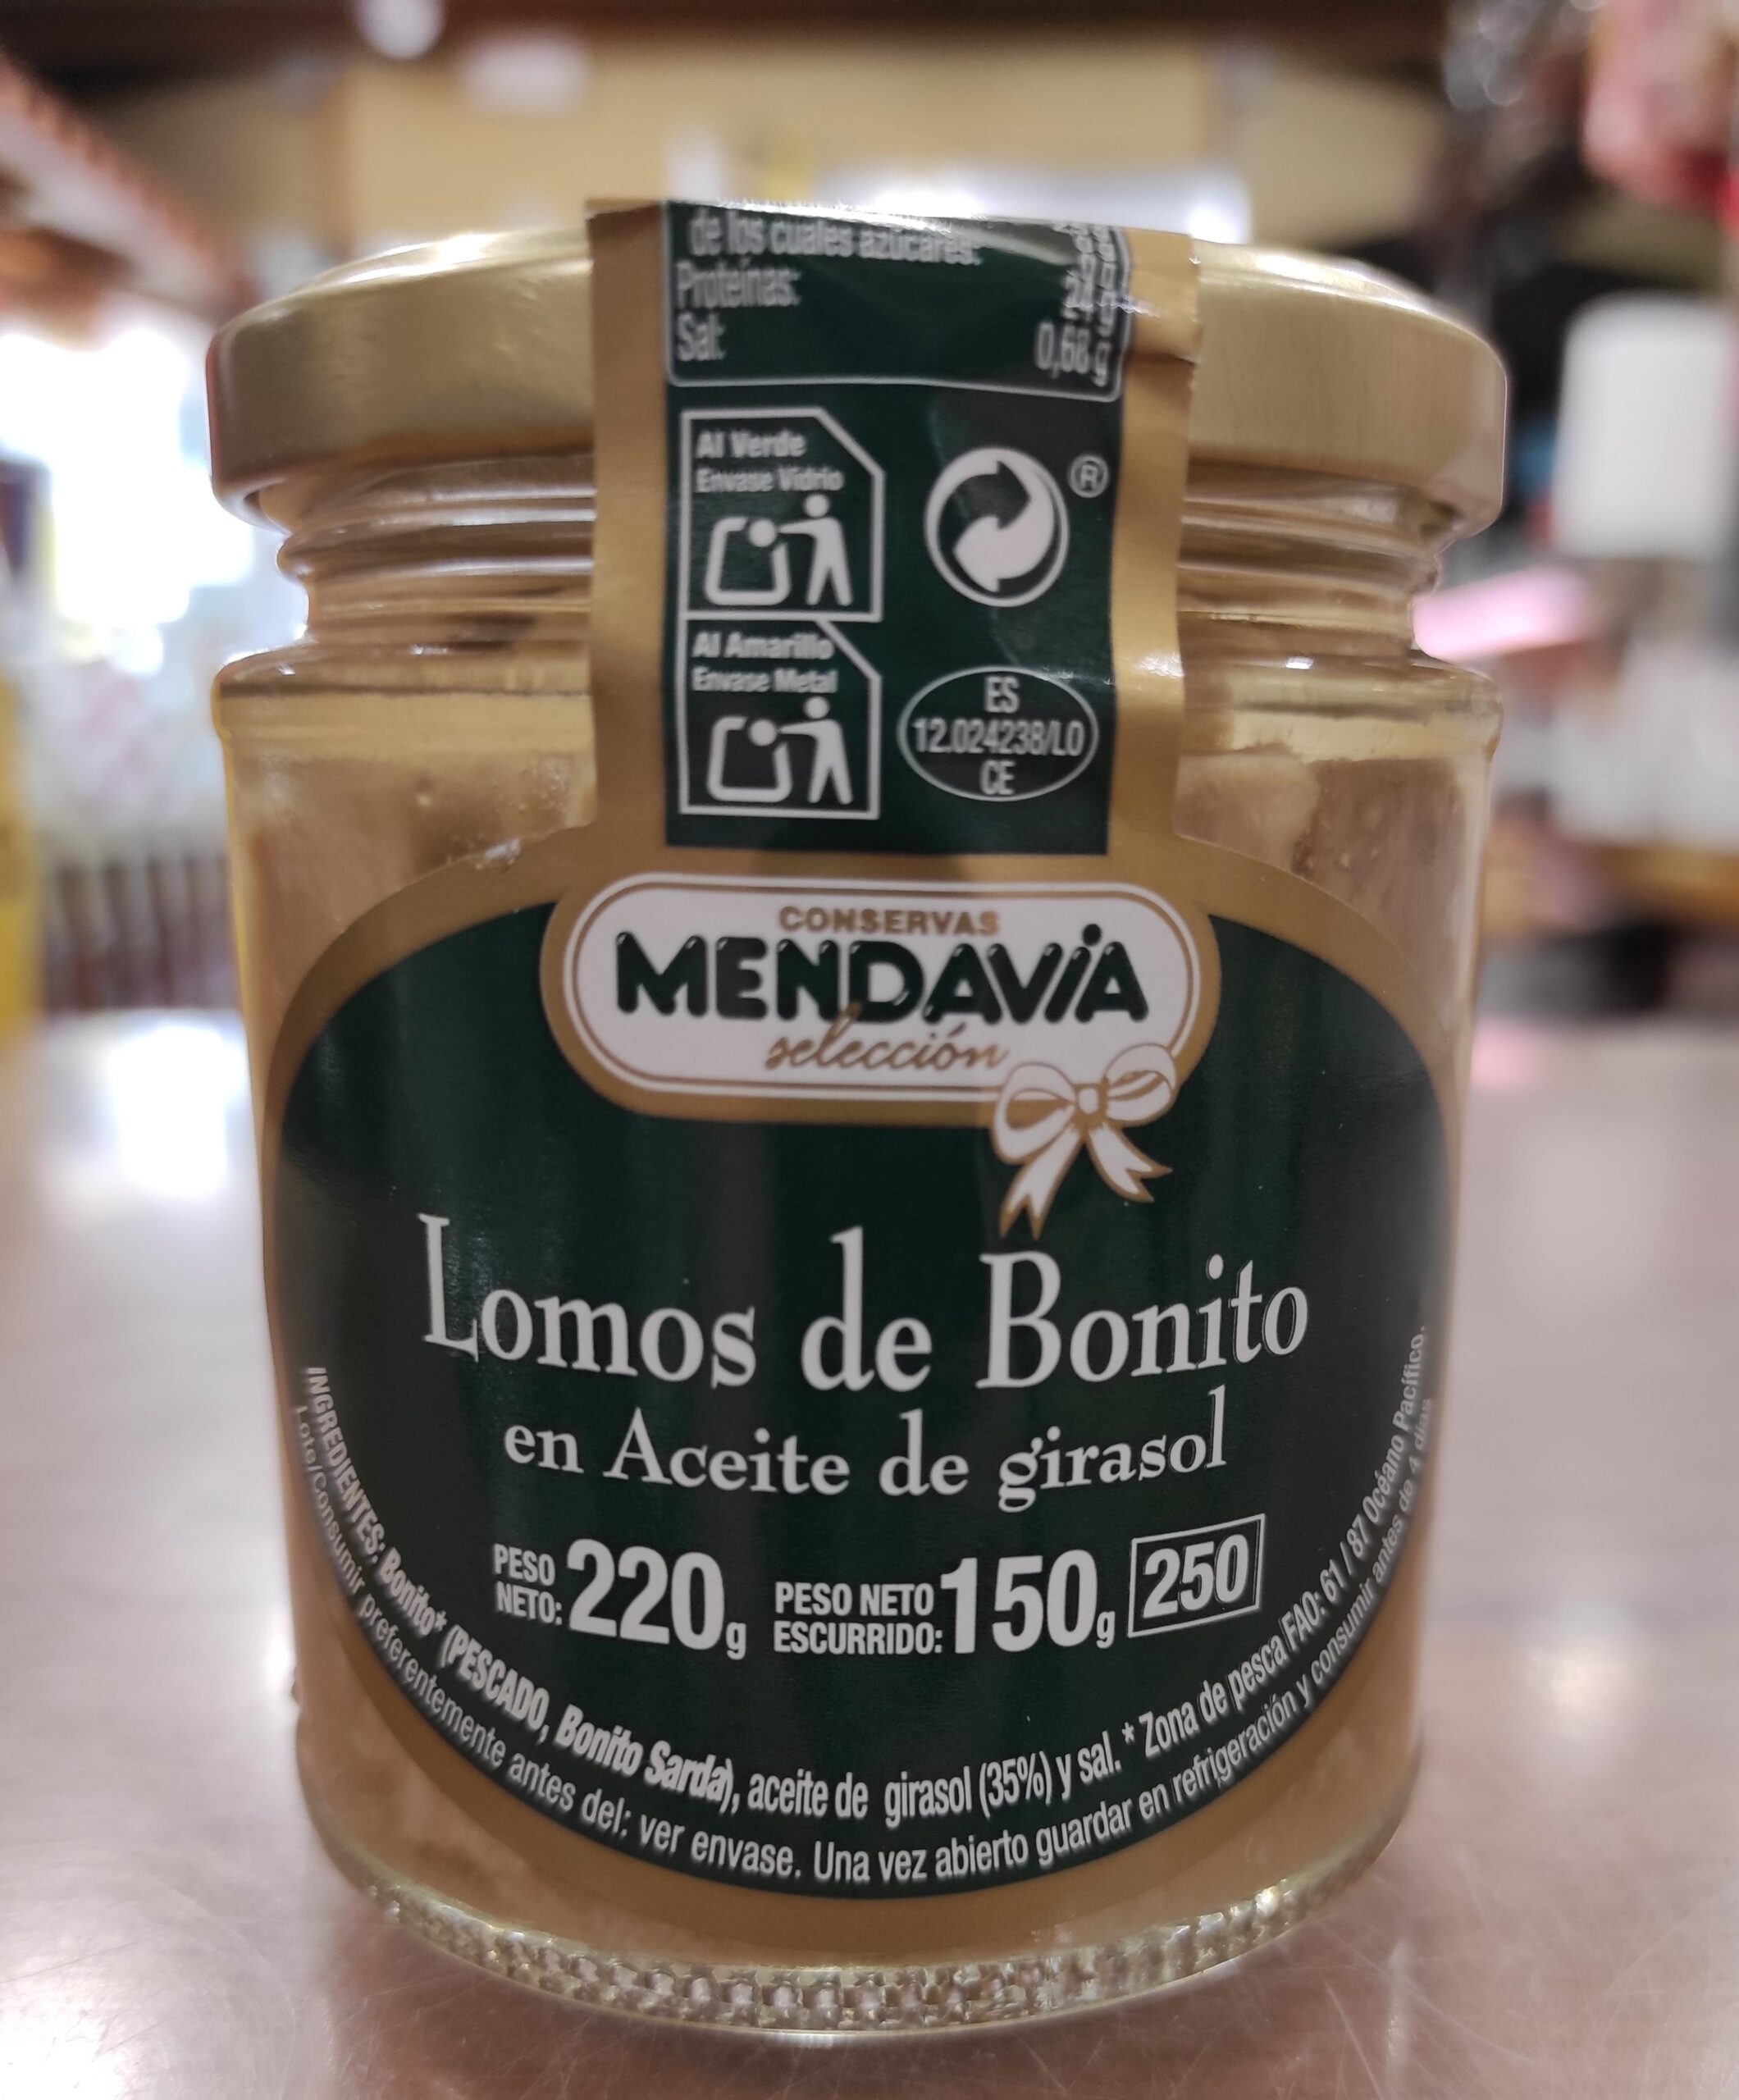 de los cuales azúcares:
Proteínas:
Sal: 0,68 g
Al Verde
Envase Vidrio
®
Al Amarillo
Envase Metal
ES
12.024238/LO
CE
CONSERVAS
MENDAVIA
selección
Lomos de Bonito
en Aceite de girasol
PESO NETO: 220g PESO NETO ESCURRIDO: 150g 250
INGREDIENTES: Bonito* (PESCADO, Bonito Sarda), aceite de girasol (35%) y sal. * Zona de pesca FAO: 61 / 87 Océano Pacífico.
Lote/Consumir preferentemente antes del: ver envase. Una vez abierto guardar en refrigeración y consumir antes de 4 días